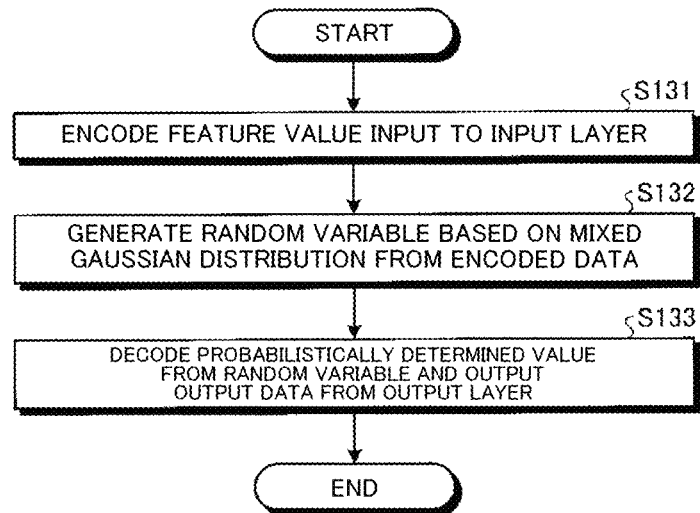 START
S131
ENCODE FEATURE VALUE INPUT TO INPUT LAYER
S132
GENERATE RANDOM VARIABLE BASED ON MIXED
GAUSSIAN DISTRIBUTION FROM ENCODED DATA
S133
DECODE PROBABILISTICALLY DETERMINED VALUE
FROM RANDOM VARIABLE AND OUTPUT
OUTPUT DATA FROM OUTPUT LAYER
END